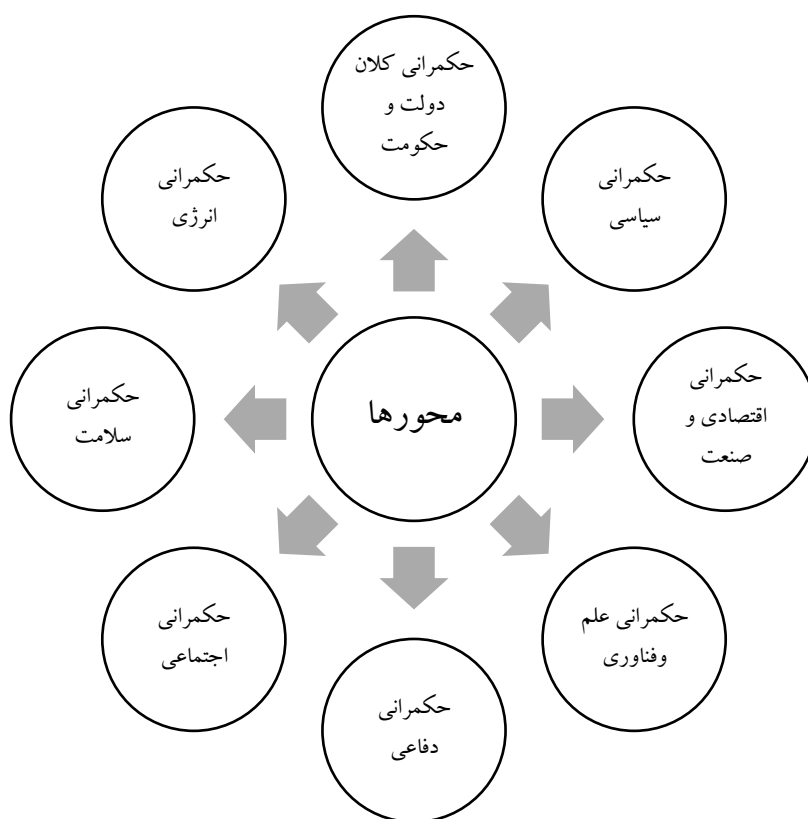 حکمرانی کلان
دولت و
حکومت
حکمرانی
سیاسی
حکمرانی
اقتصادی و
صنعت
حکمرانی علم
وفناوری
حکمرانی
دفاعی
حکمرانی
اجتماعی
حکمرانی
سلامت
حکمرانی
انرژی
محورها